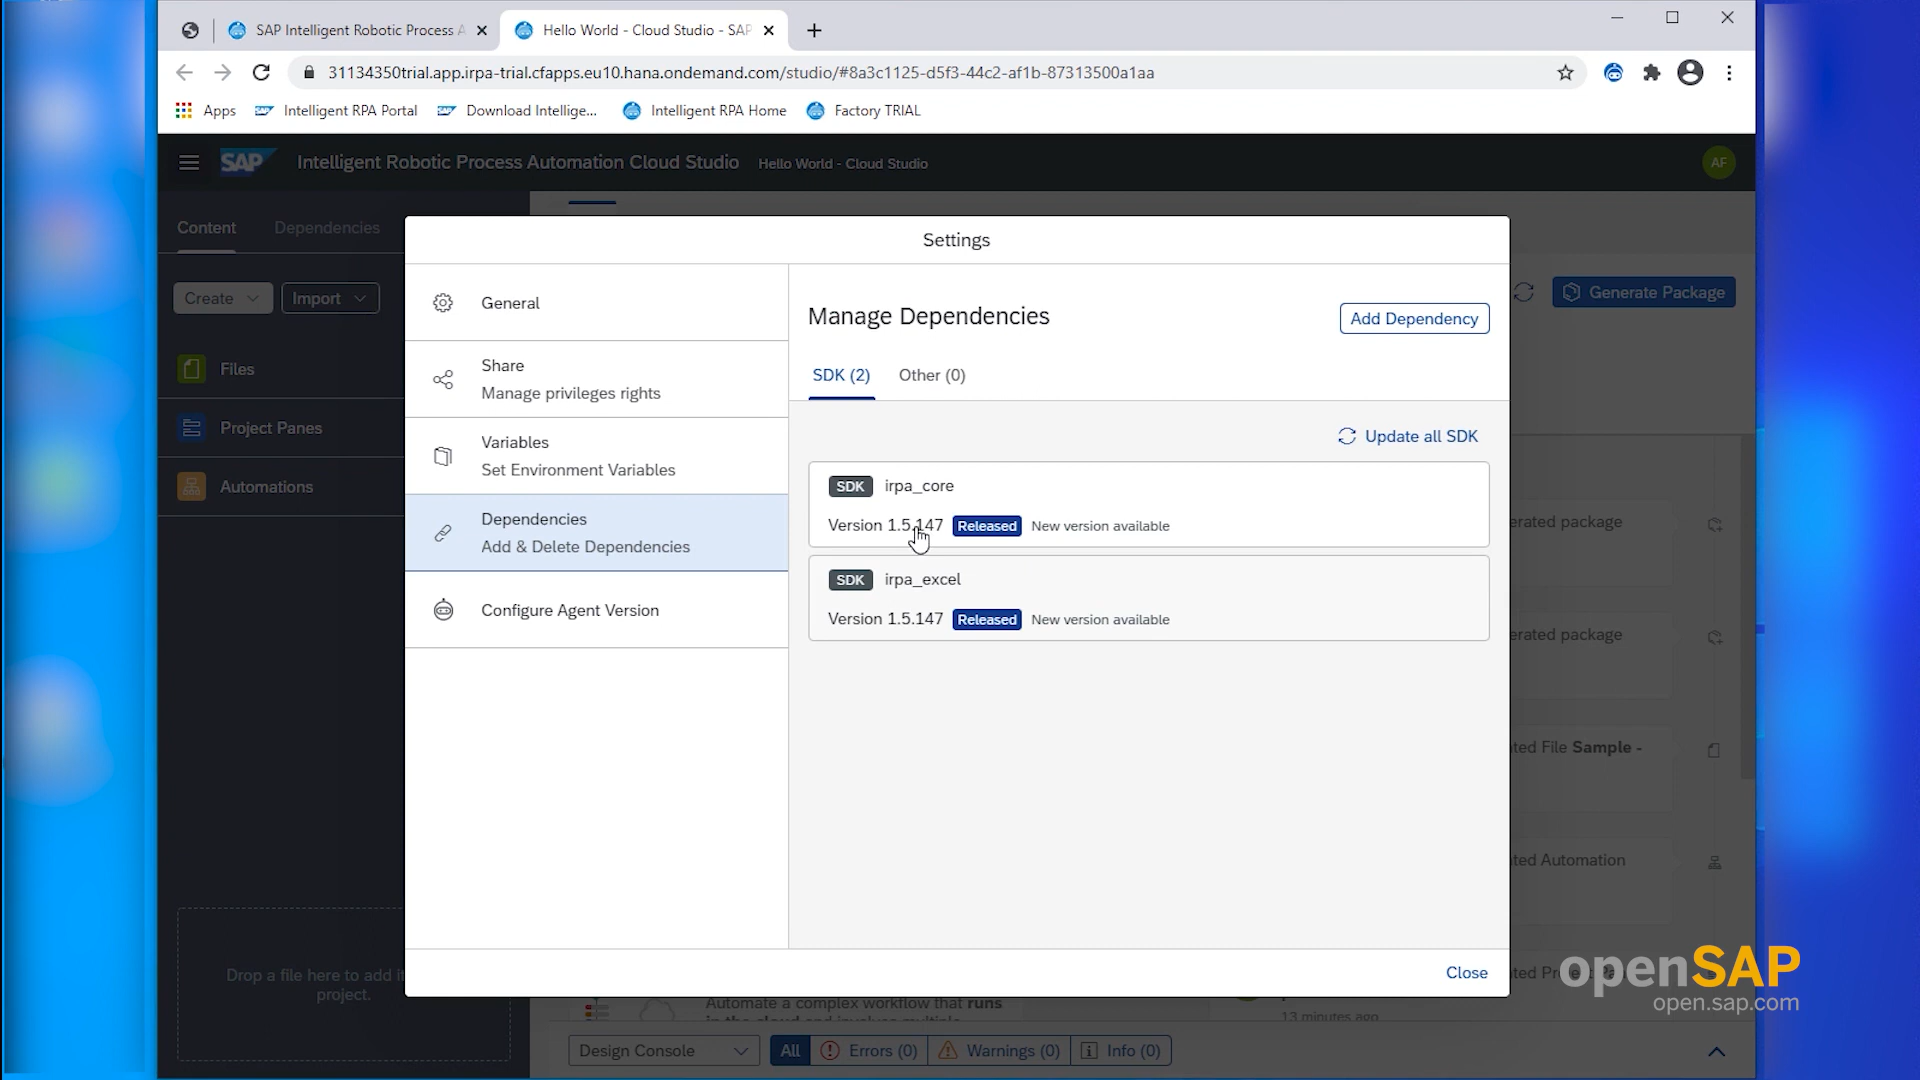 SAP Intelligent Robotic Process A
Hello World - Cloud Studio - SAP
31134350trial.app.irpa-trial.cfapps.eu10.hana.ondemand.com/studio/#8a3c1125-d5f3-44c2-af1b-87313500a1aa
Apps
Intelligent RPA Portal
Download Intellige...
Intelligent RPA Home
Factory TRIAL
SAP
Intelligent Robotic Process Automation Cloud Studio
Hello World - Cloud Studio
AF
Content
Dependencies
Create
Import
Generate Package
Files
Project Panes
Automations
Drop a file here to add it
project.
Settings
General
Share
Manage privileges rights
Variables
Set Environment Variables
Dependencies
Add & Delete Dependencies
Configure Agent Version
Manage Dependencies
Add Dependency
SDK (2)
Other (0)
Update all SDK
SDK irpa_core
Version 1.5.147 Released New version available
SDK irpa_excel
Version 1.5.147 Released New version available
Close
erated package
erated package
ted File Sample -
ted Automation
Automate a complex workflow that runs
13 minutes ago
Design Console
All
Errors (0)
Warnings (0)
Info (0)
openSAP
open.sap.com